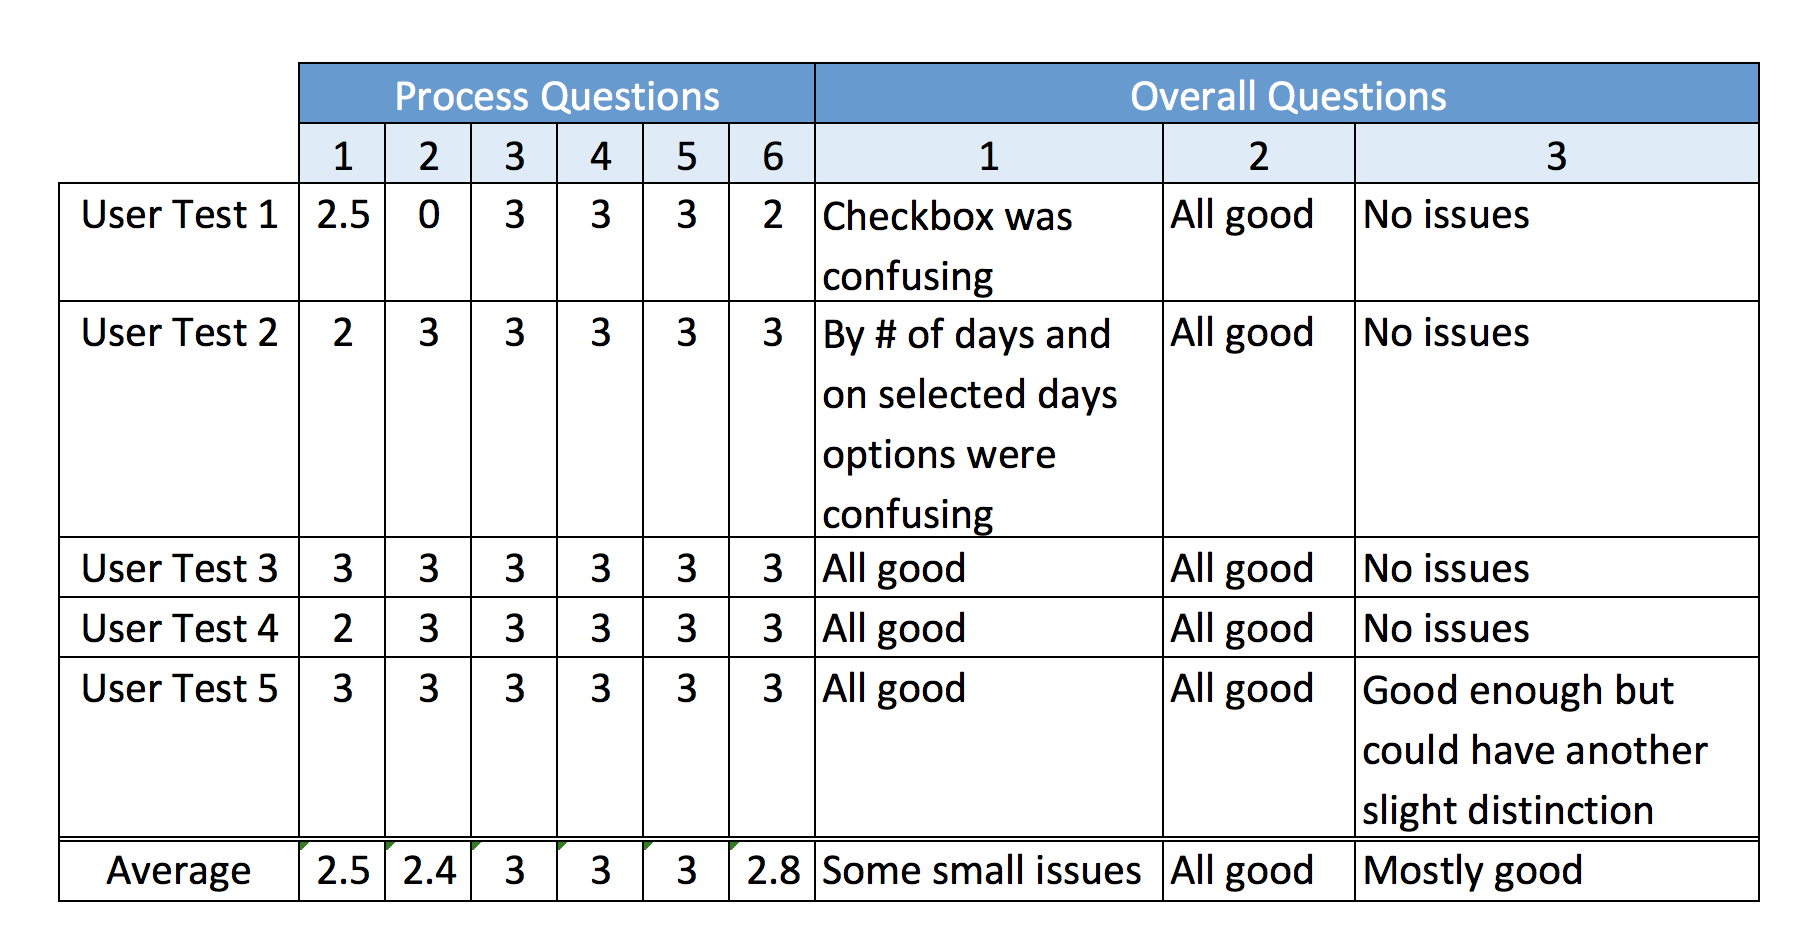 Process Questions Overall Questions
1 2 3 4 5 6 1 2 3
User Test 1 2.5 0 3 3 3 2 Checkbox was All good No issues
confusing
User Test 2 2 3 3 3 3 3 By # of days and All good No issues
on selected days
options were
confusing
User Test 3 3 3 3 3 3 3 All good All good No issues
User Test 4 2 3 3 3 3 3 All good All good No issues
User Test 5 3 3 3 3 3 3 All good All good Good enough but
could have another
slight distinction
Average 2.5 2.4 3 3 3 2.8 Some small issues All good Mostly good